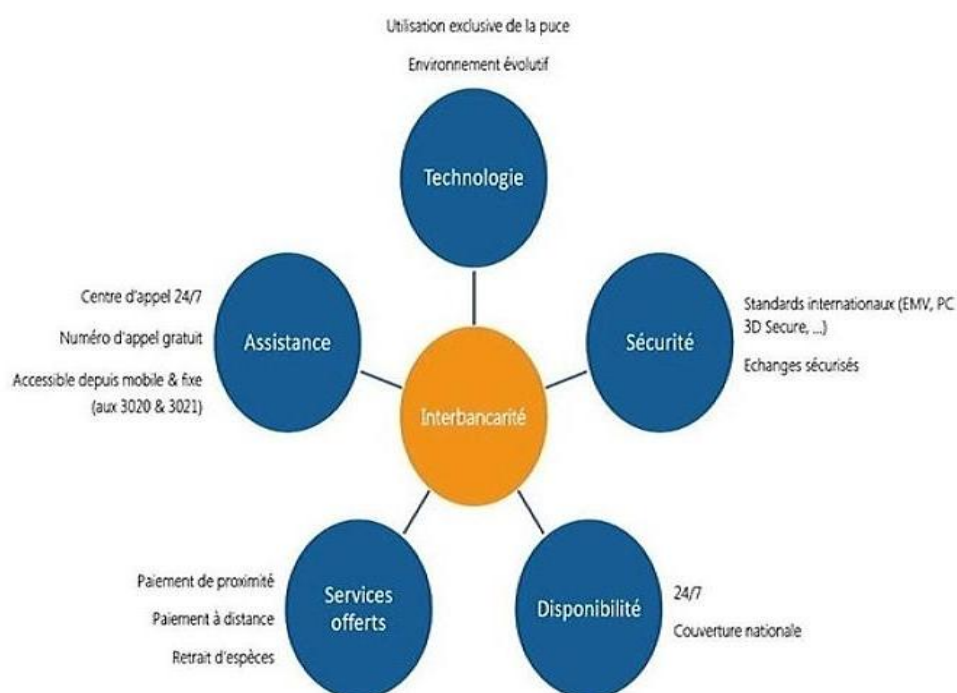 Utilisation exclusive de la puce
Environnement évolutif
Technologie
Centre d'appel 24/7
Numéro d'appel gratuit
Accessible depuis mobile & fixe
(aux 3020 & 3021)
Assistance
Sécurité
Standards internationaux (EMV, PC
3D Secure, ...)
Echanges sécurisés
Interbancarité
Paiement de proximité
Paiement à distance
Retrait d'espèces
Services
offerts
Disponibilité
24/7
Couverture nationale